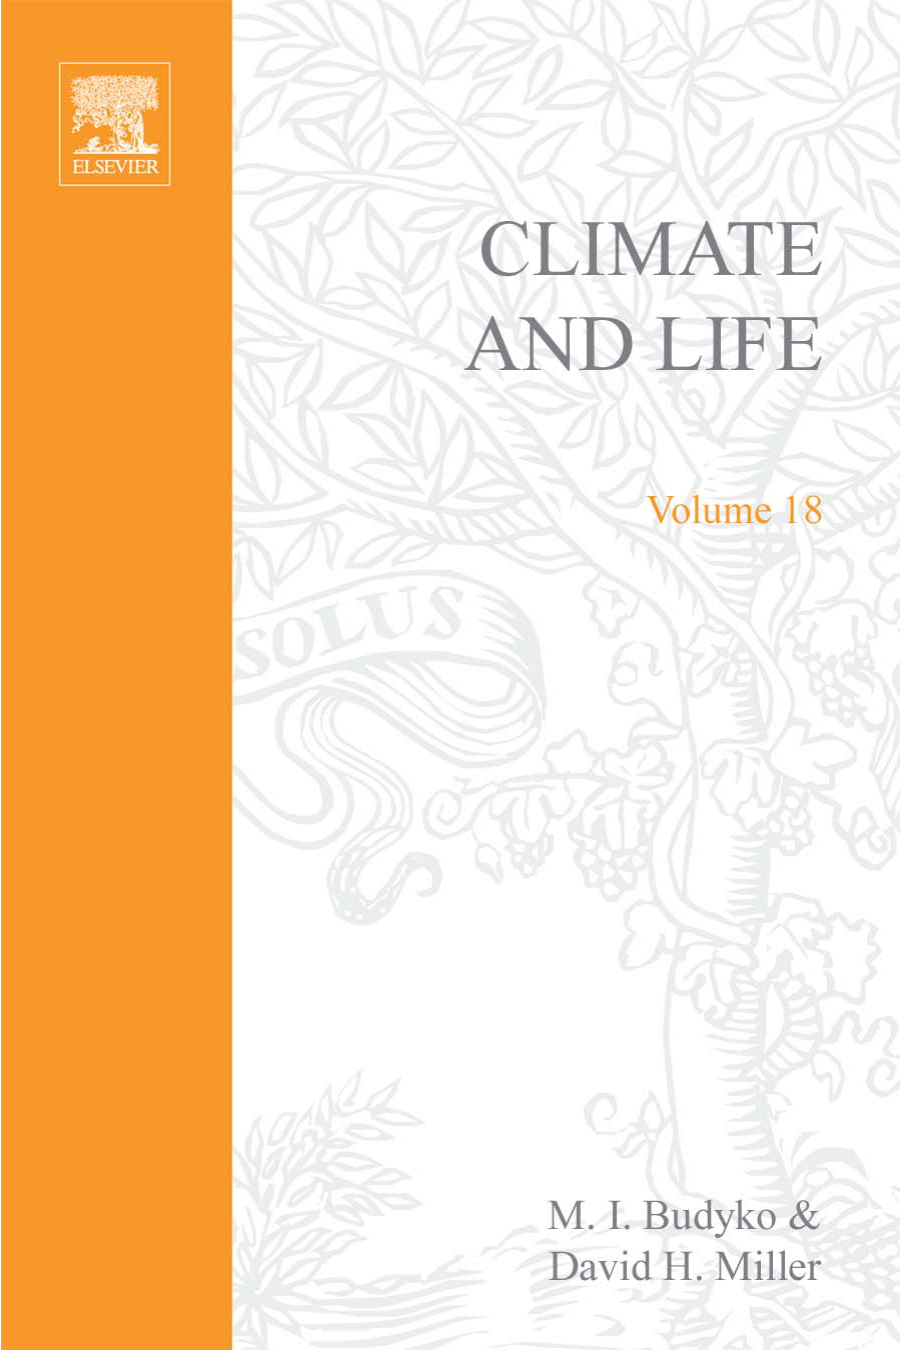 ELSEVIER
CLIMATE
AND LIFE
Volume 18
SOLUS
M. I. Budyko &
David H. Miller